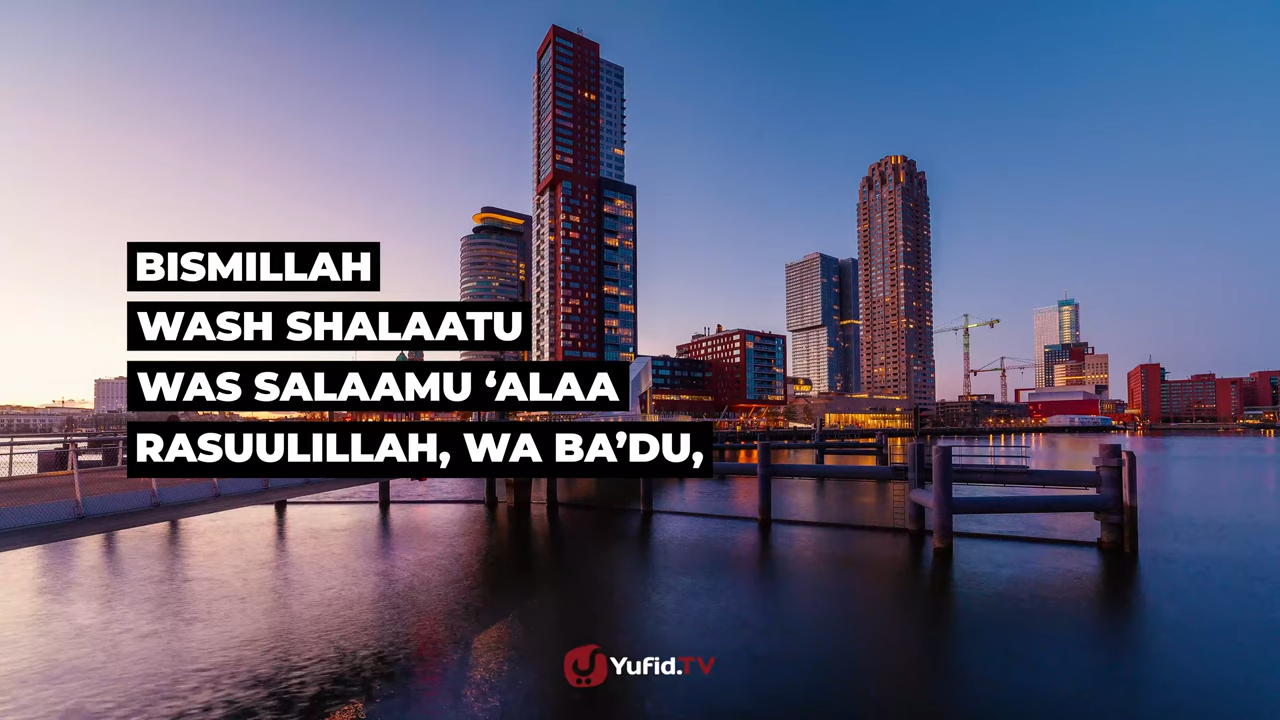 BISMILLAH
WASH SHALAATU
WAS SALAAMU ‘ALAA
RASUULILLAH, WA BA’DU,
Yufid.TV